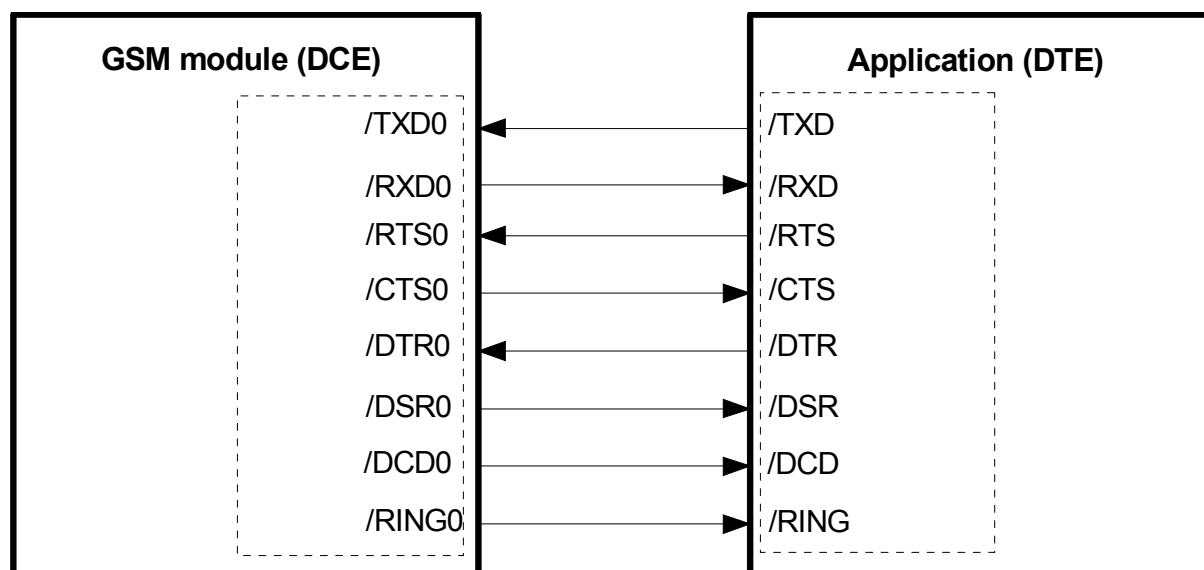 GSM module (DCE) Application (DTE)
/TXD0 /TXD
/RXD0 /RXD
/RTS0 /RTS
/CTS0 /CTS
/DTR0 /DTR
/DSR0 /DSR
/DCD0 /DCD
/RING0 /RING